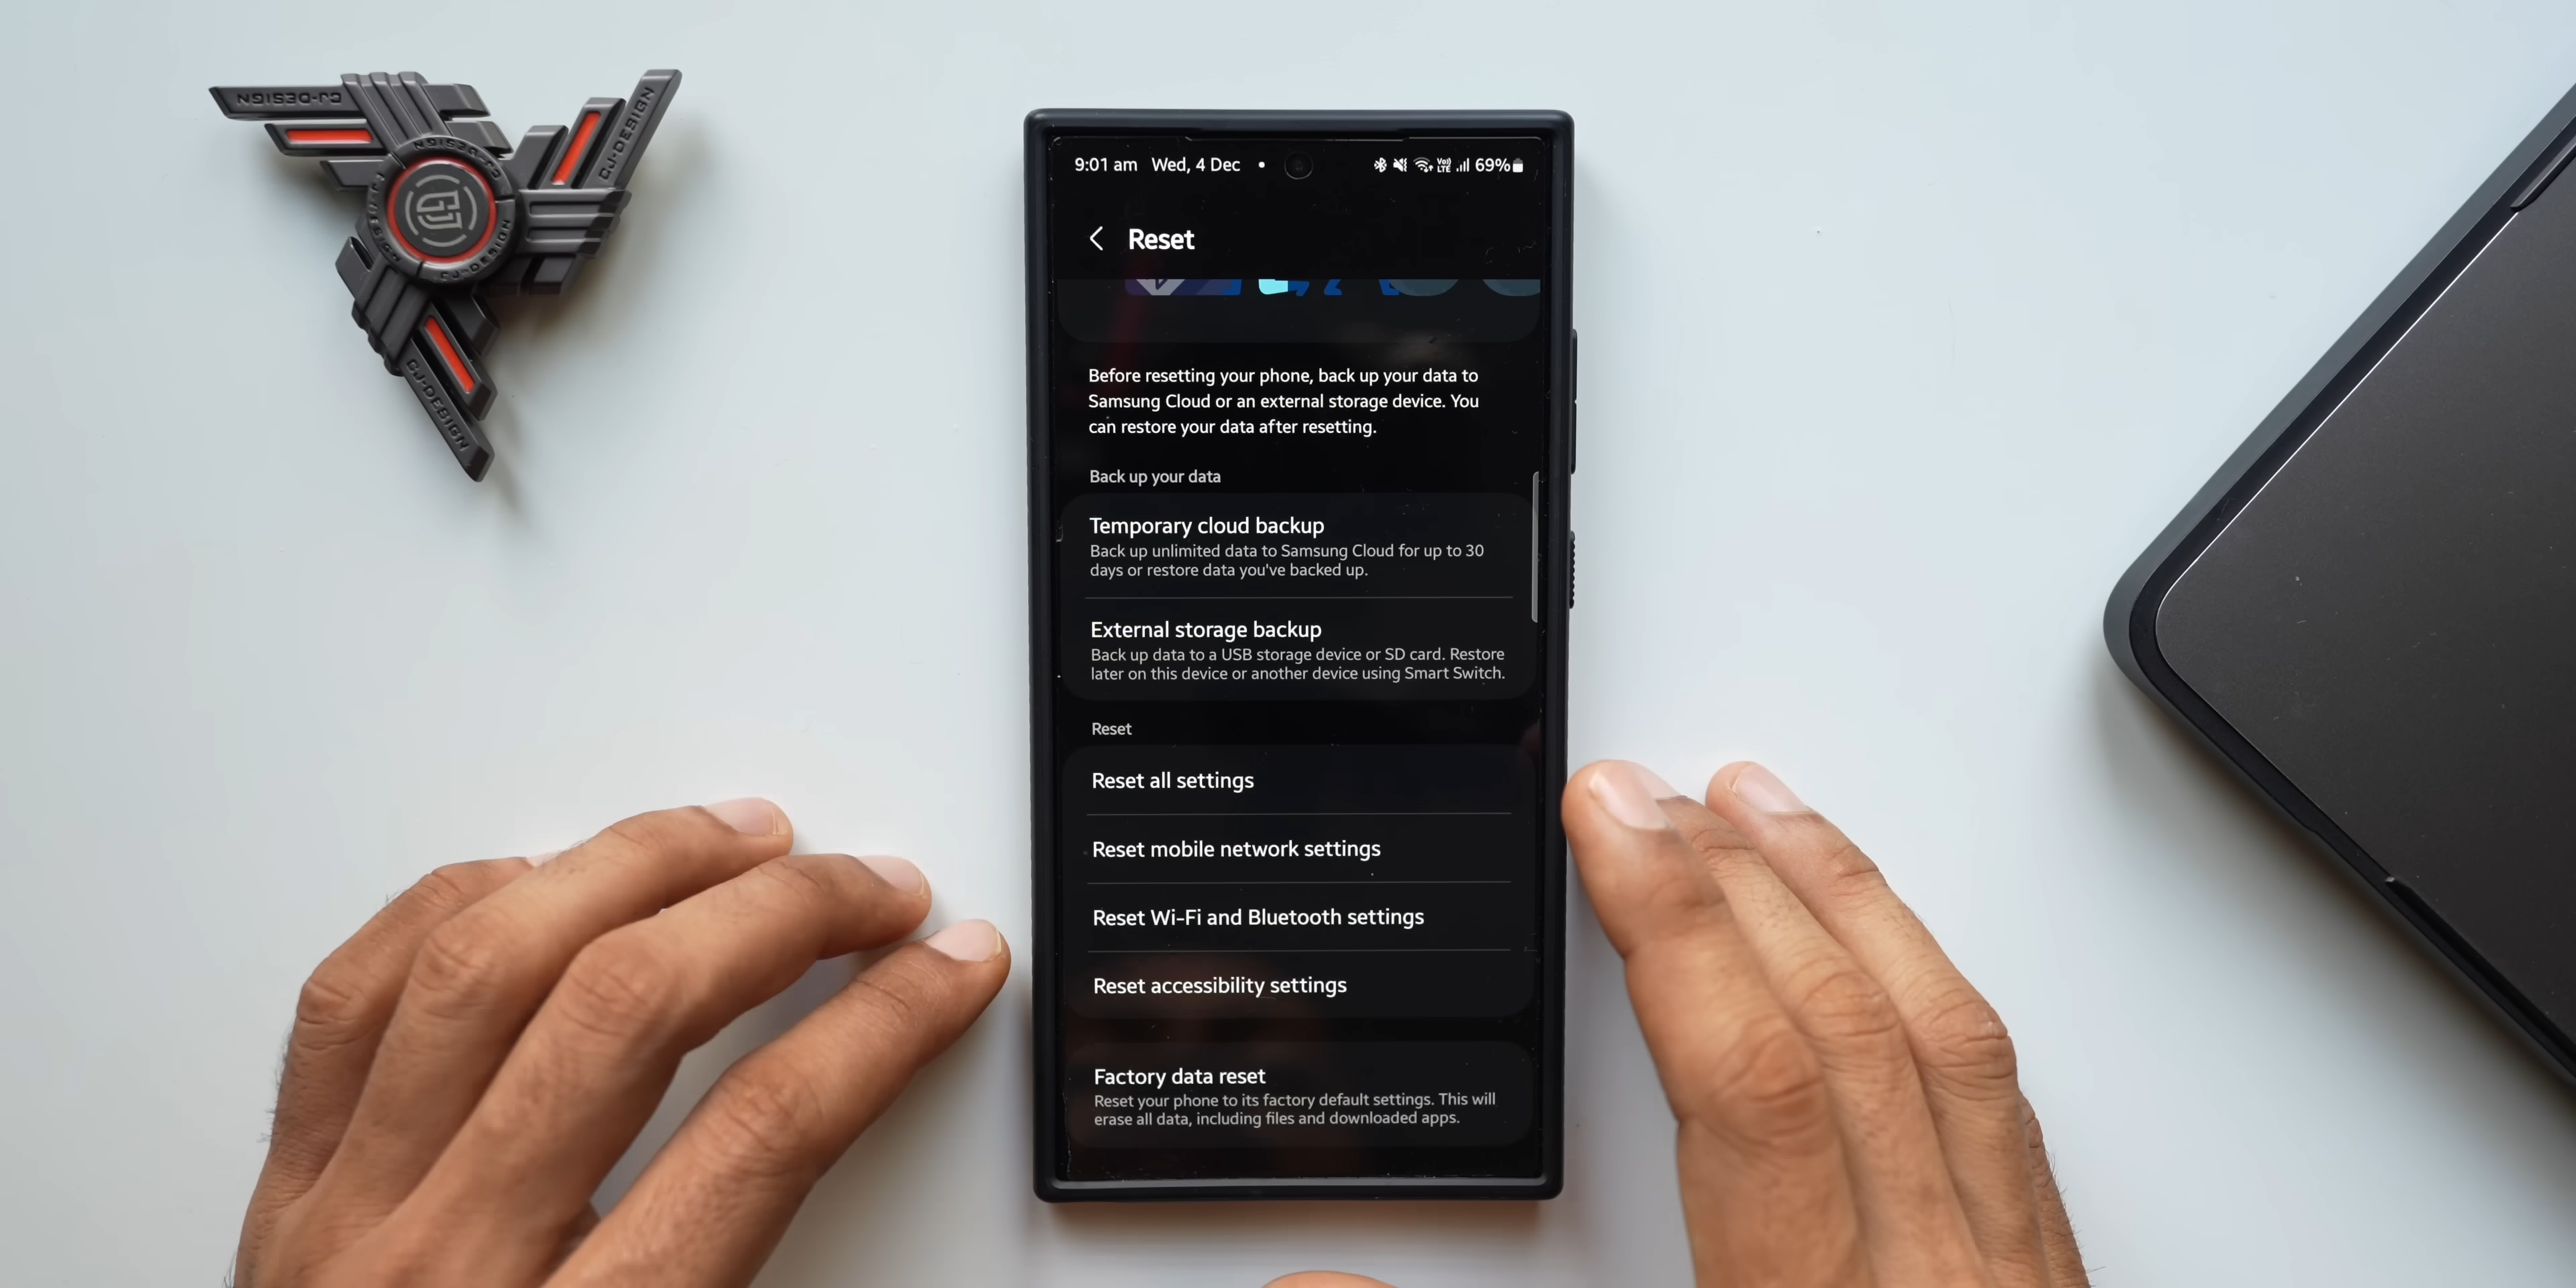 CJ-DESIGN
CJ-DESIGN
CJ-DESIGN
CJ-DESIGN
CJ-DESIGN
9:01 am Wed, 4 Dec • 69%
Reset
Before resetting your phone, back up your data to
Samsung Cloud or an external storage device. You
can restore your data after resetting.
Back up your data
Temporary cloud backup
Back up unlimited data to Samsung Cloud for up to 30
days or restore data you've backed up.
External storage backup
Back up data to a USB storage device or SD card. Restore
later on this device or another device using Smart Switch.
Reset
Reset all settings
Reset mobile network settings
Reset Wi-Fi and Bluetooth settings
Reset accessibility settings
Factory data reset
Reset your phone to its factory default settings. This will
erase all data, including files and downloaded apps.